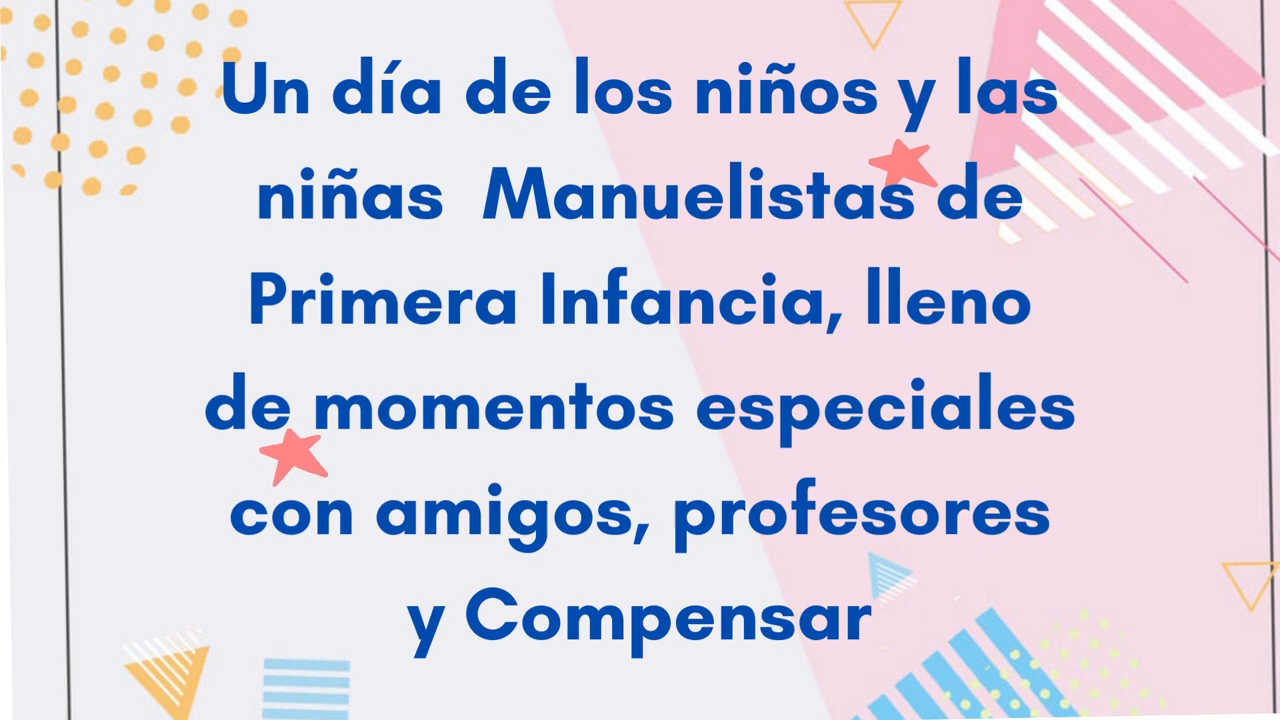 Un día de los niños y las
niñas  Manuelistas de
Primera Infancia, lleno
de momentos especiales
con amigos, profesores
y Compensar